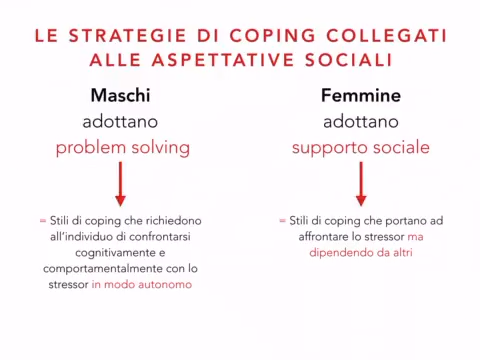 LE STRATEGIE DI COPING COLLEGATI
ALLE ASPETTATIVE SOCIALI
Maschi
adottano
problem solving
= Stili di coping che richiedono
all'individuo di confrontarsi
cognitivamente e
comportamentalmente con lo
stressor in modo autonomo
Femmine
adottano
supporto sociale
= Stili di coping che portano ad
affrontare lo stressor ma
dipendendo da altri